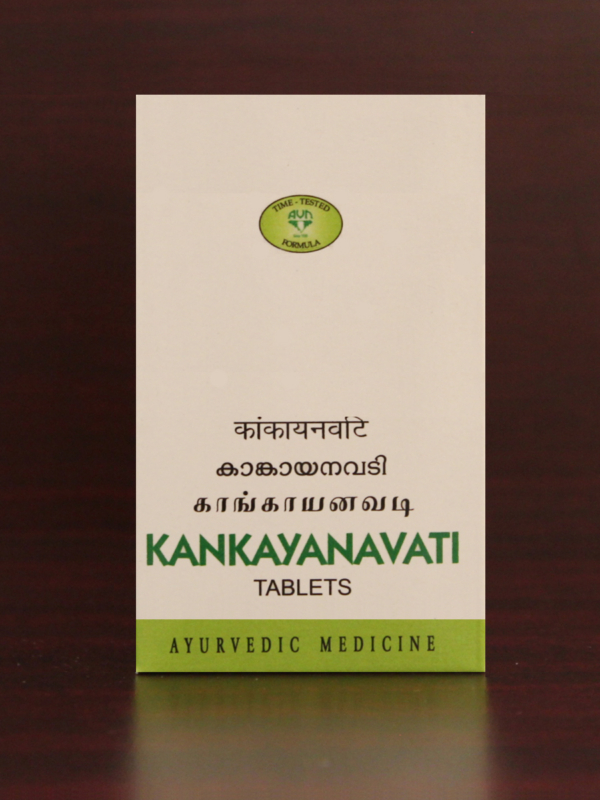 TIME - TESTED
AVN
FORMULA
कांकायनवटि
കാങ്കായനവടി
காங்காயனவடி
KANKAYANAVATI
TABLETS
AYURVEDIC MEDICINE